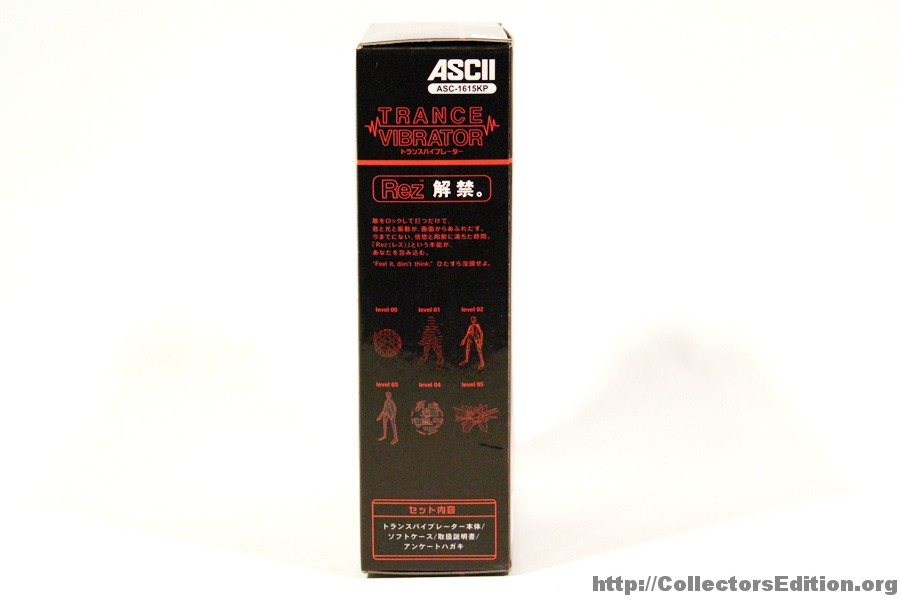 ASCII
ASC-1615KP
TRANCE
VIBRATOR
トランスバイブレーター
Rez 解禁。
敵をロックして打つだけで、
音と光と振動が、画面からあふれだす。
今までにない、恍惚と陶酔に満ちた時間。
「Rez(レズ)」という本能が、
あなたを包み込む。
"Feel it, don't think." ひたすら没頭せよ。
level 00 level 01 level 02
level 03 level 04 level 05
セット内容
トランスバイブレーター本体/
ソフトケース/取扱説明書/
アンケートハガキ
http://CollectorsEdition.org